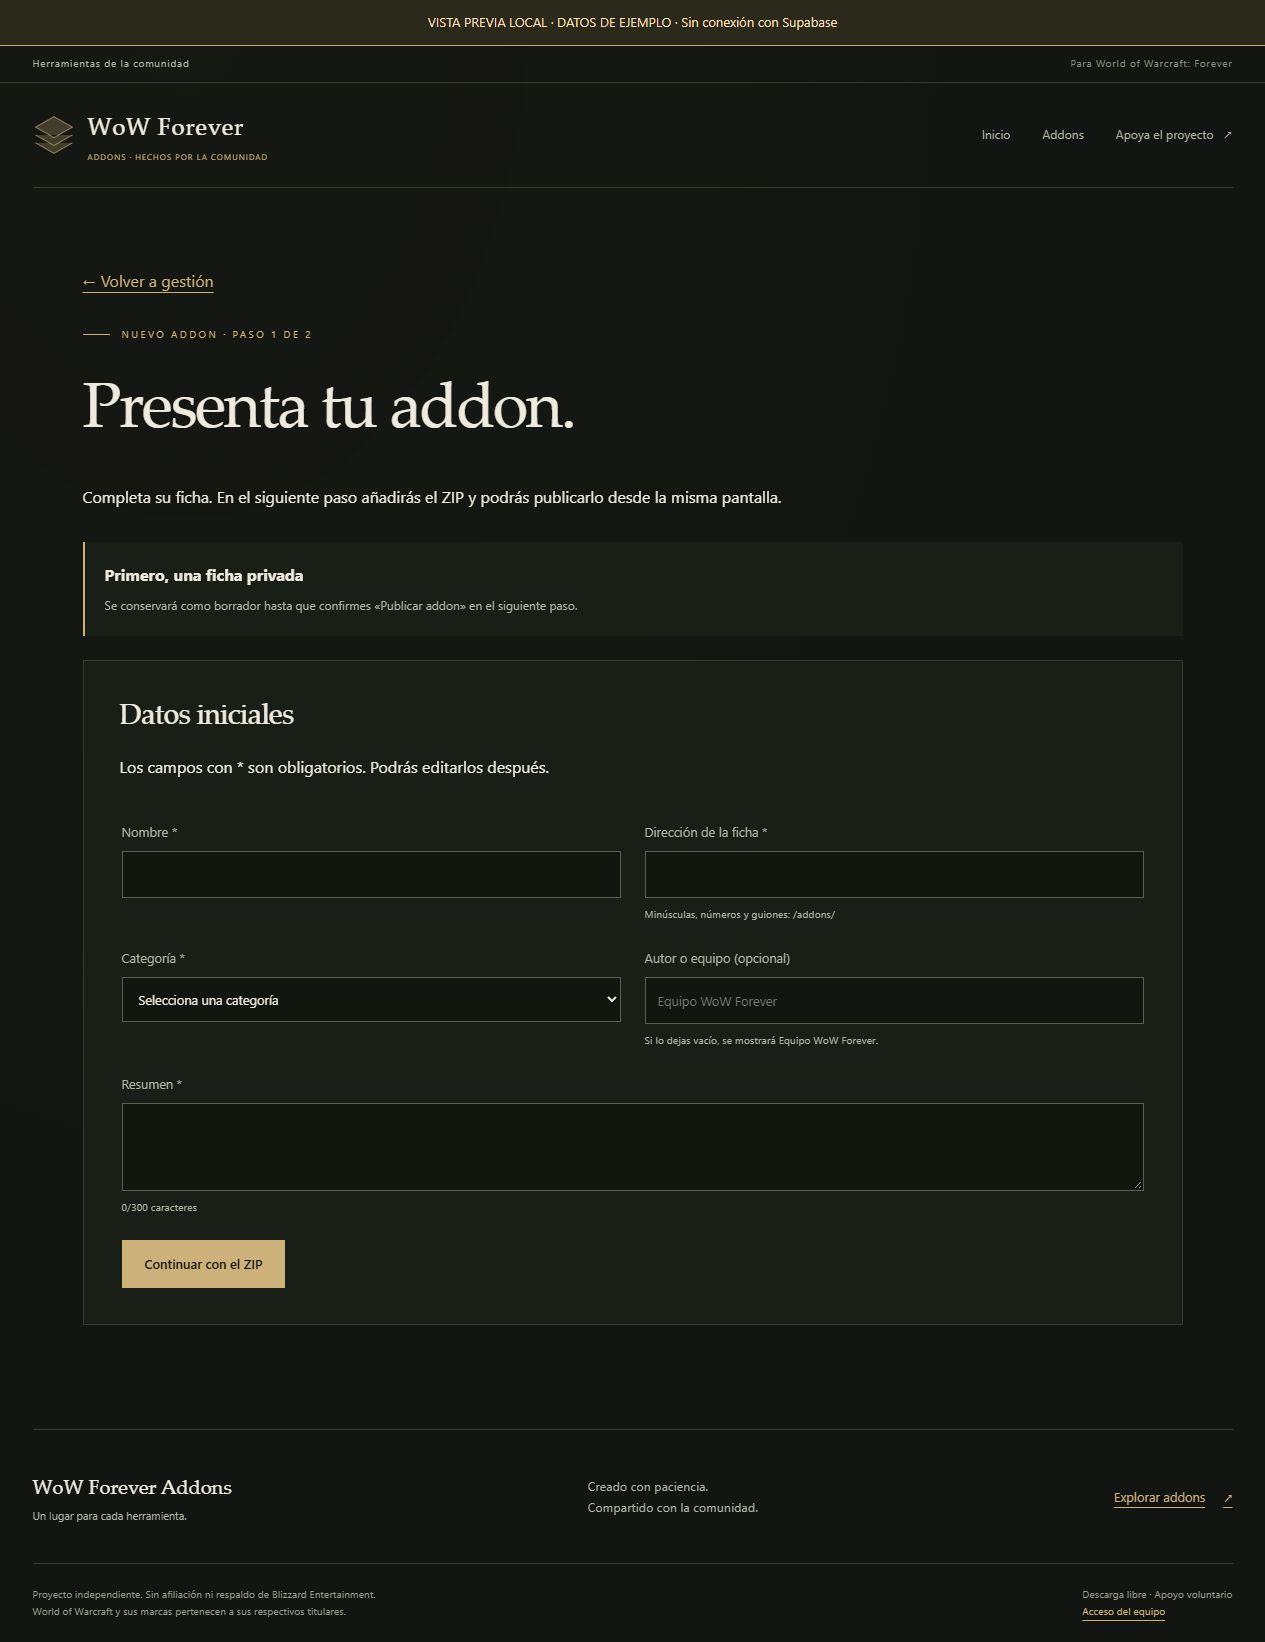 VISTA PREVIA LOCAL · DATOS DE EJEMPLO · Sin conexión con Supabase
Herramientas de la comunidad
Para World of Warcraft: Forever
WoW Forever
ADDONS · HECHOS POR LA COMUNIDAD
Inicio
Addons
Apoya el proyecto ↗
← Volver a gestión
NUEVO ADDON · PASO 1 DE 2
Presenta tu addon.
Completa su ficha. En el siguiente paso añadirás el ZIP y podrás publicarlo desde la misma pantalla.
Primero, una ficha privada
Se conservará como borrador hasta que confirmes «Publicar addon» en el siguiente paso.
Datos iniciales
Los campos con * son obligatorios. Podrás editarlos después.
Nombre *
Dirección de la ficha *
Minúsculas, números y guiones: /addons/
Categoría *
Selecciona una categoría
Autor o equipo (opcional)
Equipo WoW Forever
Si lo dejas vacío, se mostrará Equipo WoW Forever.
Resumen *
0/300 caracteres
Continuar con el ZIP
WoW Forever Addons
Un lugar para cada herramienta.
Creado con paciencia.
Compartido con la comunidad.
Explorar addons ↗
Proyecto independiente. Sin afiliación ni respaldo de Blizzard Entertainment.
World of Warcraft y sus marcas pertenecen a sus respectivos titulares.
Descarga libre · Apoyo voluntario
Acceso del equipo